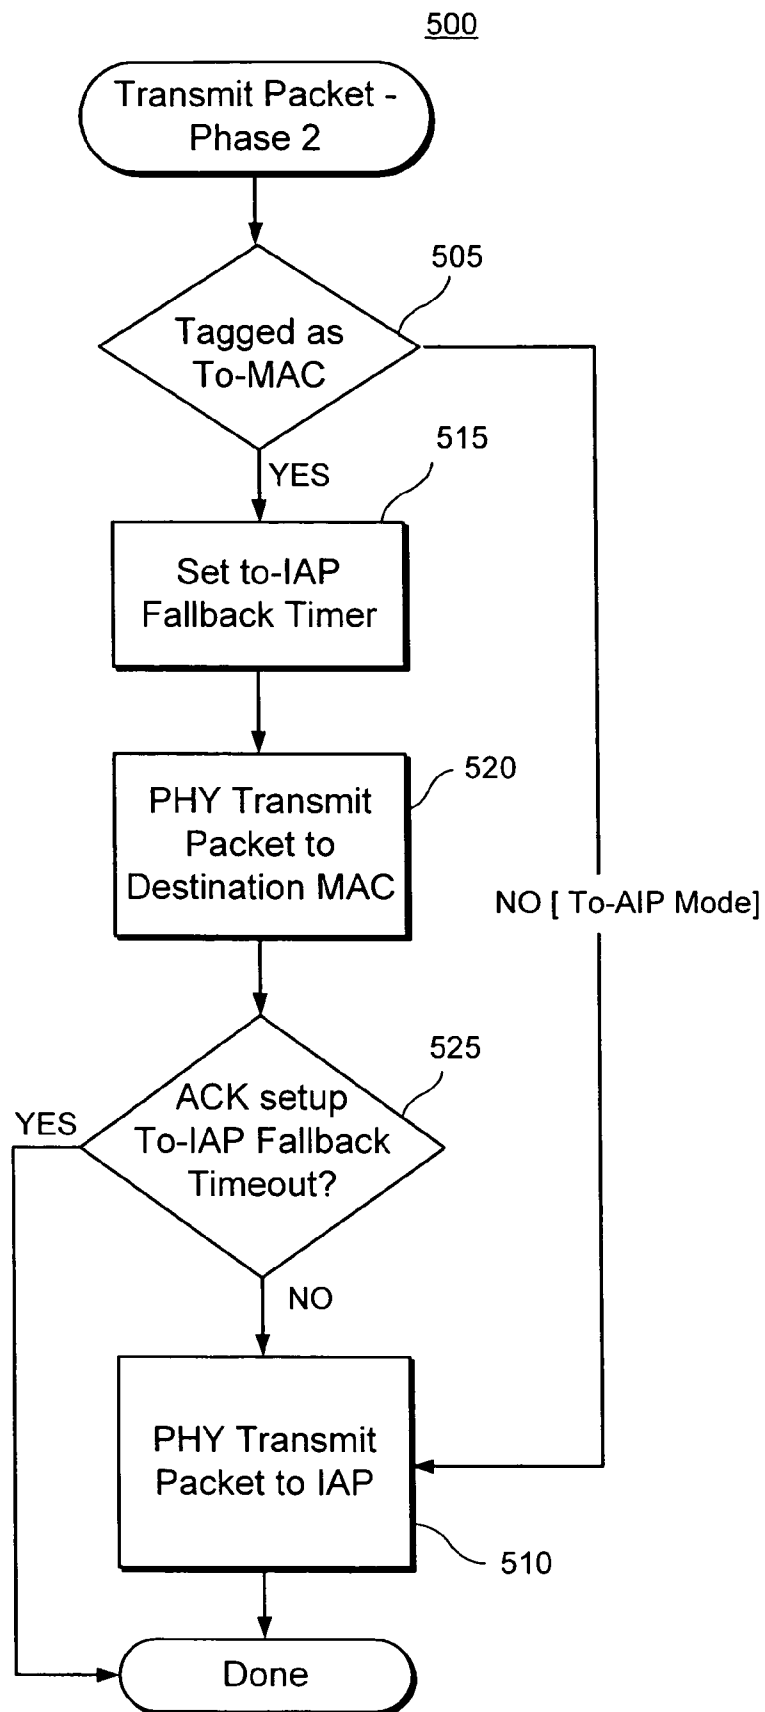 500
Transmit Packet -
Phase 2
505
Tagged as
To-MAC
515
YES
Set to-IAP
Fallback Timer
520
PHY Transmit
Packet to
Destination MAC
NO [ To-AIP Mode]
525
YES
ACK setup
To-IAP Fallback
Timeout?
NO
PHY Transmit
Packet to IAP
510
Done